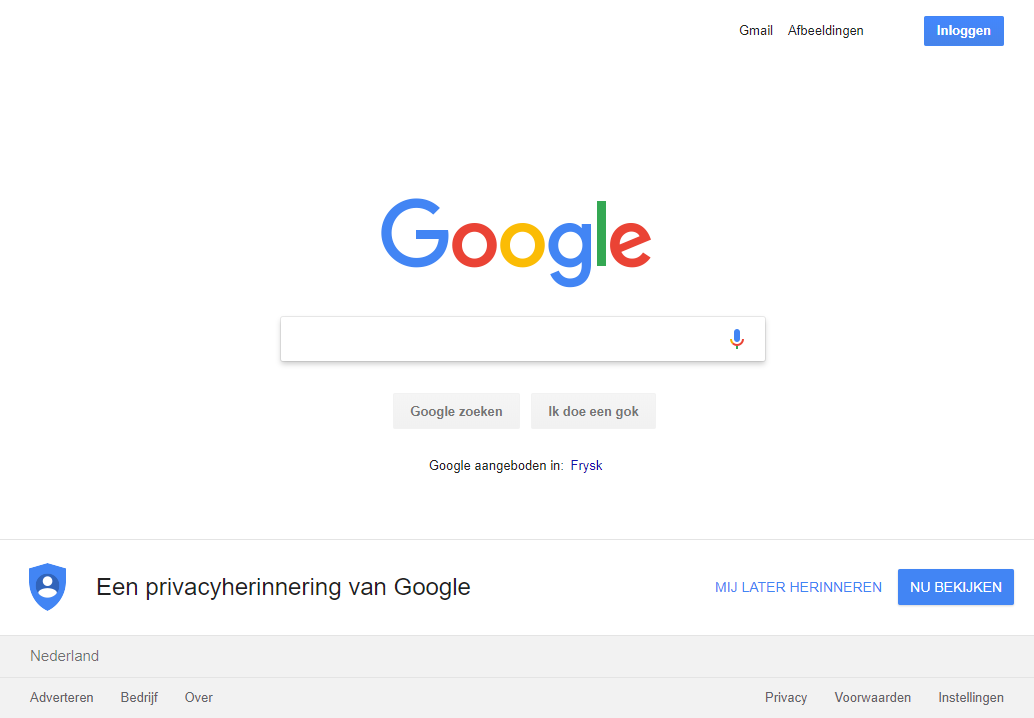 Gmail Afbeeldingen Inloggen
Google
Google zoeken Ik doe een gok
Google aangeboden in: Frysk
Een privacyherinnering van Google MIJ LATER HERINNEREN NU BEKIJKEN
Nederland
Adverteren Bedrijf Over Privacy Voorwaarden Instellingen